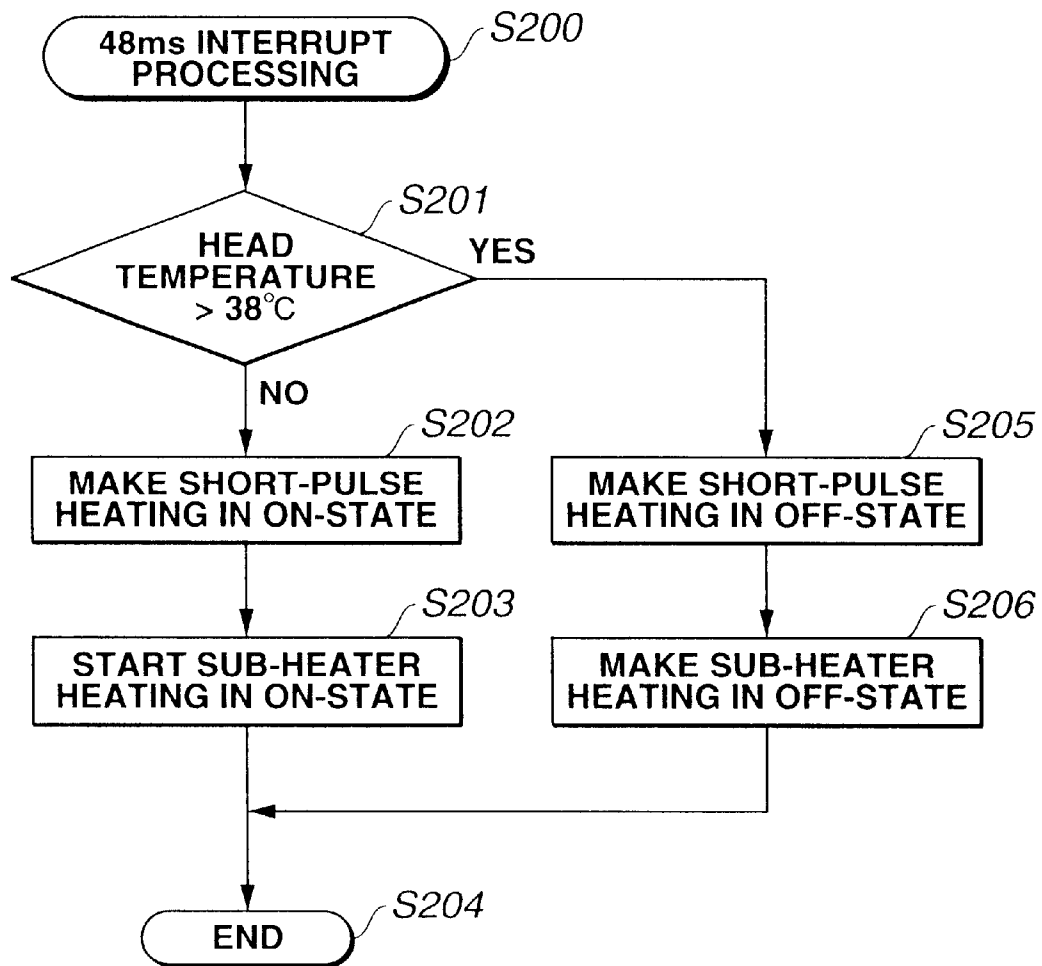 48ms INTERRUPT
PROCESSING
S200
S201
HEAD
TEMPERATURE
> 38°C
YES
NO
S202
MAKE SHORT-PULSE
HEATING IN ON-STATE
S205
MAKE SHORT-PULSE
HEATING IN OFF-STATE
S203
START SUB-HEATER
HEATING IN ON-STATE
S206
MAKE SUB-HEATER
HEATING IN OFF-STATE
S204
END